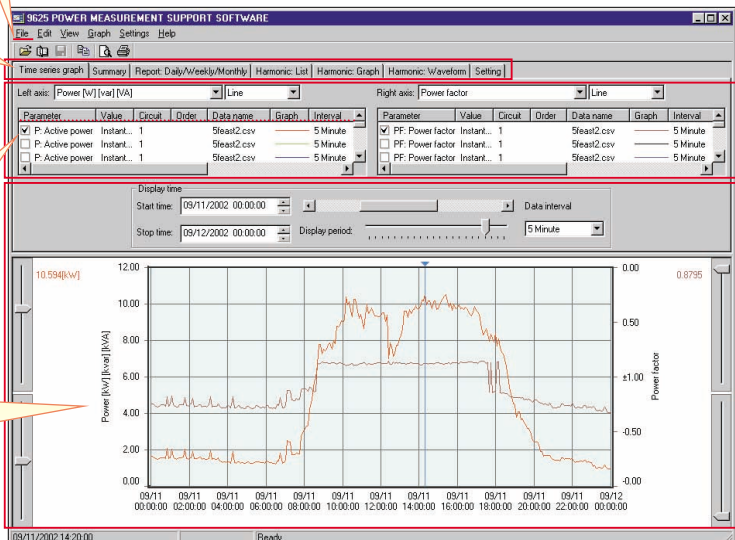 9625 POWER MEASUREMENT SUPPORT SOFTWARE
File Edit View Graph Settings Help
Time series graph Summary Report: Daily/Weekly/Monthly Harmonic: List Harmonic: Graph Harmonic: Waveform Setting
Left axis: Power [W] [var] [VA] Line Right axis: Power factor Line
Parameter Value Circuit Order Data name Graph Interval Parameter Value Circuit Order Data name Graph Interval
P: Active power Instant... 1 5feast2.csv 5 Minute PF: Power factor Instant... 1 5feast2.csv 5 Minute
P: Active power Instant... 1 5feast2.csv 5 Minute PF: Power factor Instant... 1 5feast2.csv 5 Minute
P: Active power Instant... 1 5feast2.csv 5 Minute PF: Power factor Instant... 1 5feast2.csv 5 Minute
Display time
Start time: 09/11/2002 00:00:00 Data interval
Stop time: 09/12/2002 00:00:00 Display period: 5 Minute
10.594[kW] 12.00 0.00 0.8795
10.00
0.50
8.00
6.00
±1.00
4.00
-0.50
2.00
0.00 -0.00
Power [kW] [kvar] [kVA]
Power factor
09/11 09/11 09/11 09/11 09/11 09/11 09/11 09/11 09/11 09/11 09/11 09/11 09/12
00:00:00 02:00:00 04:00:00 06:00:00 08:00:00 10:00:00 12:00:00 14:00:00 16:00:00 18:00:00 20:00:00 22:00:00 00:00:00
09/11/2002 14:20:00 Ready